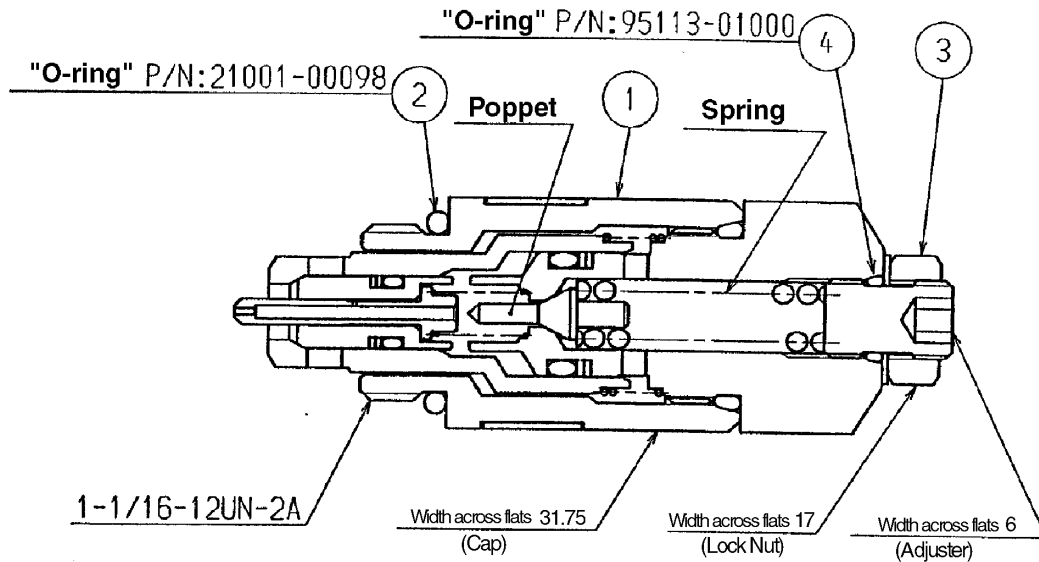 "O-ring" P/N:95113-01000
4
3
"O-ring" P/N:21001-00098
2
Poppet
1
Spring
1-1/16-12UN-2A
Width across flats 31.75
(Cap)
Width across flats 17
(Lock Nut)
Width across flats 6
(Adjuster)